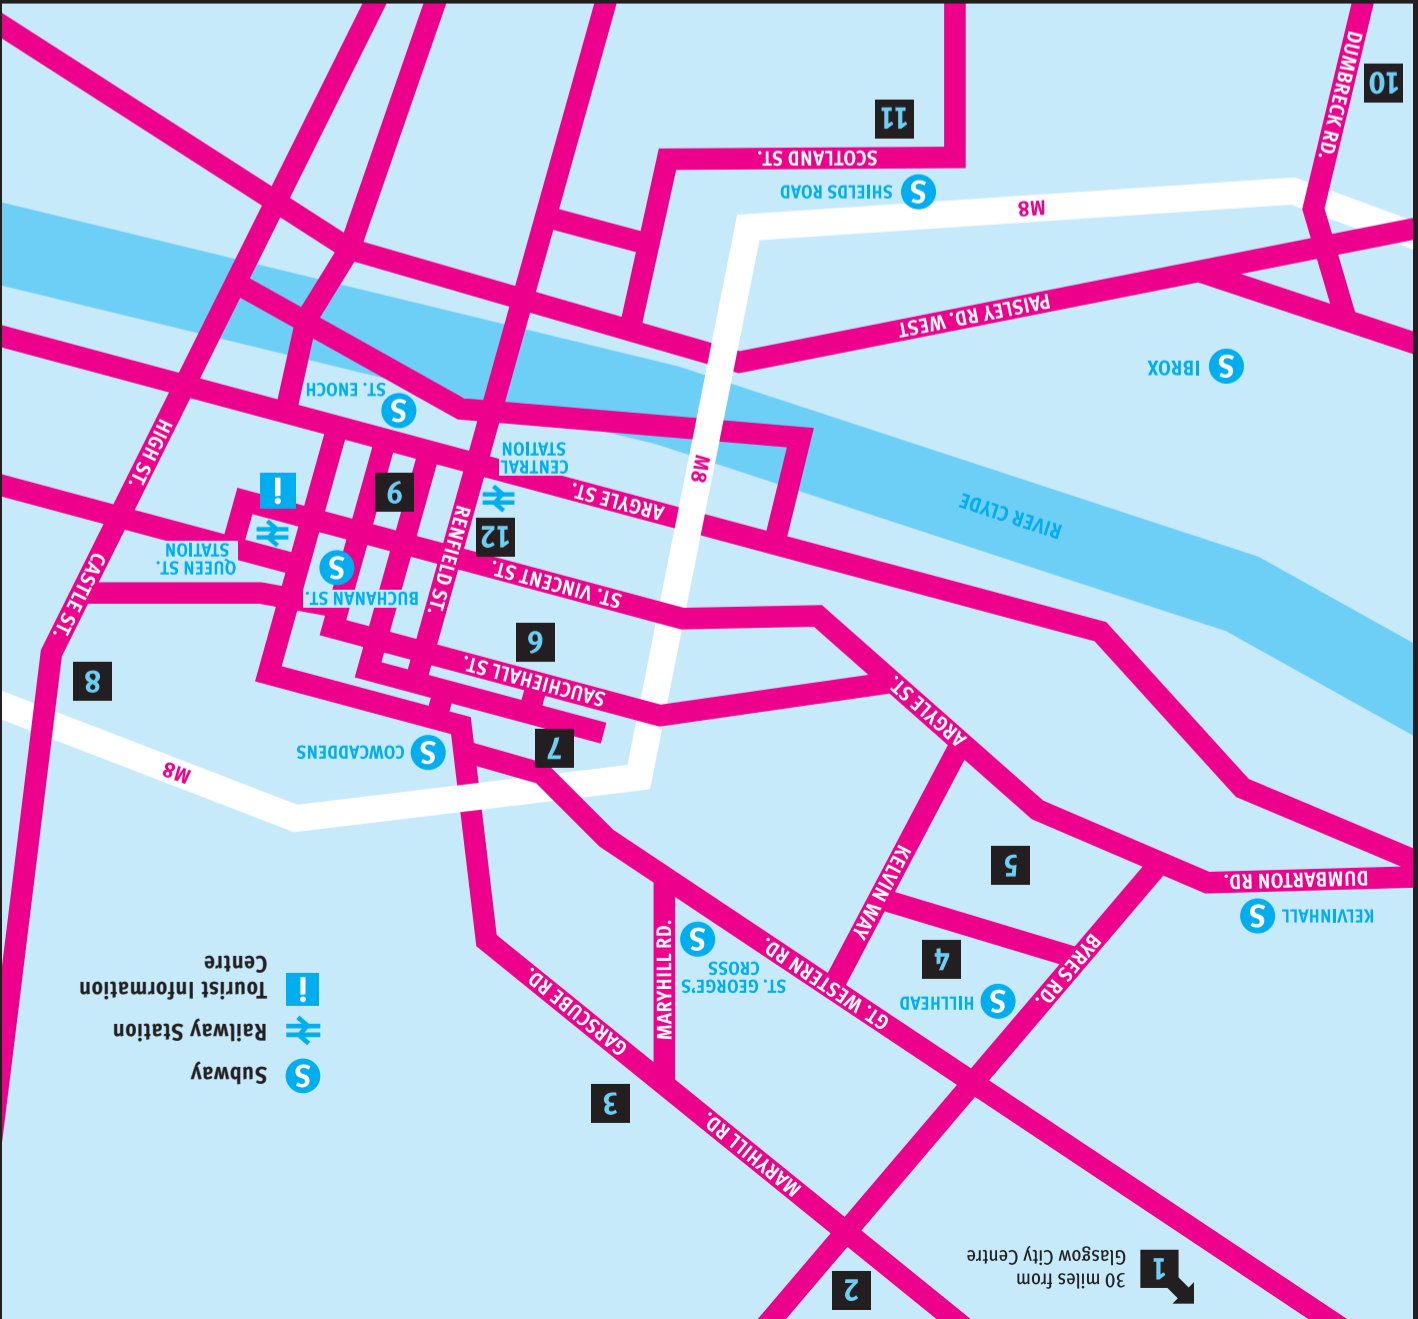 2
1
30 miles from
Glasgow City Centre
MARYHILL RD.
3
Subway
Railway Station
Tourist Information
Centre
GARSCUBE RD.
MARYHILL RD.
GT. WESTERN RD.
HILLHEAD
BYRES RD.
ST. GEORGE'S
CROSS
4
KELVINHALL
KELVIN WAY
DUMBARTON RD.
5
M8
COWCADDENS
7
ARGYLE ST.
8
SAUCHIEHALL ST.
6
BUCHANAN ST.
CASTLE ST.
ST. VINCENT ST.
RENFIELD ST.
QUEEN ST.
STATION
12
RIVER CLYDE
ARGYLE ST.
9
M8
CENTRAL
STATION
HIGH ST.
ST. ENOCH
IBROX
PAISLEY RD. WEST
M8
SHIELDS ROAD
SCOTLAND ST.
11
DUMBRECK RD.
10